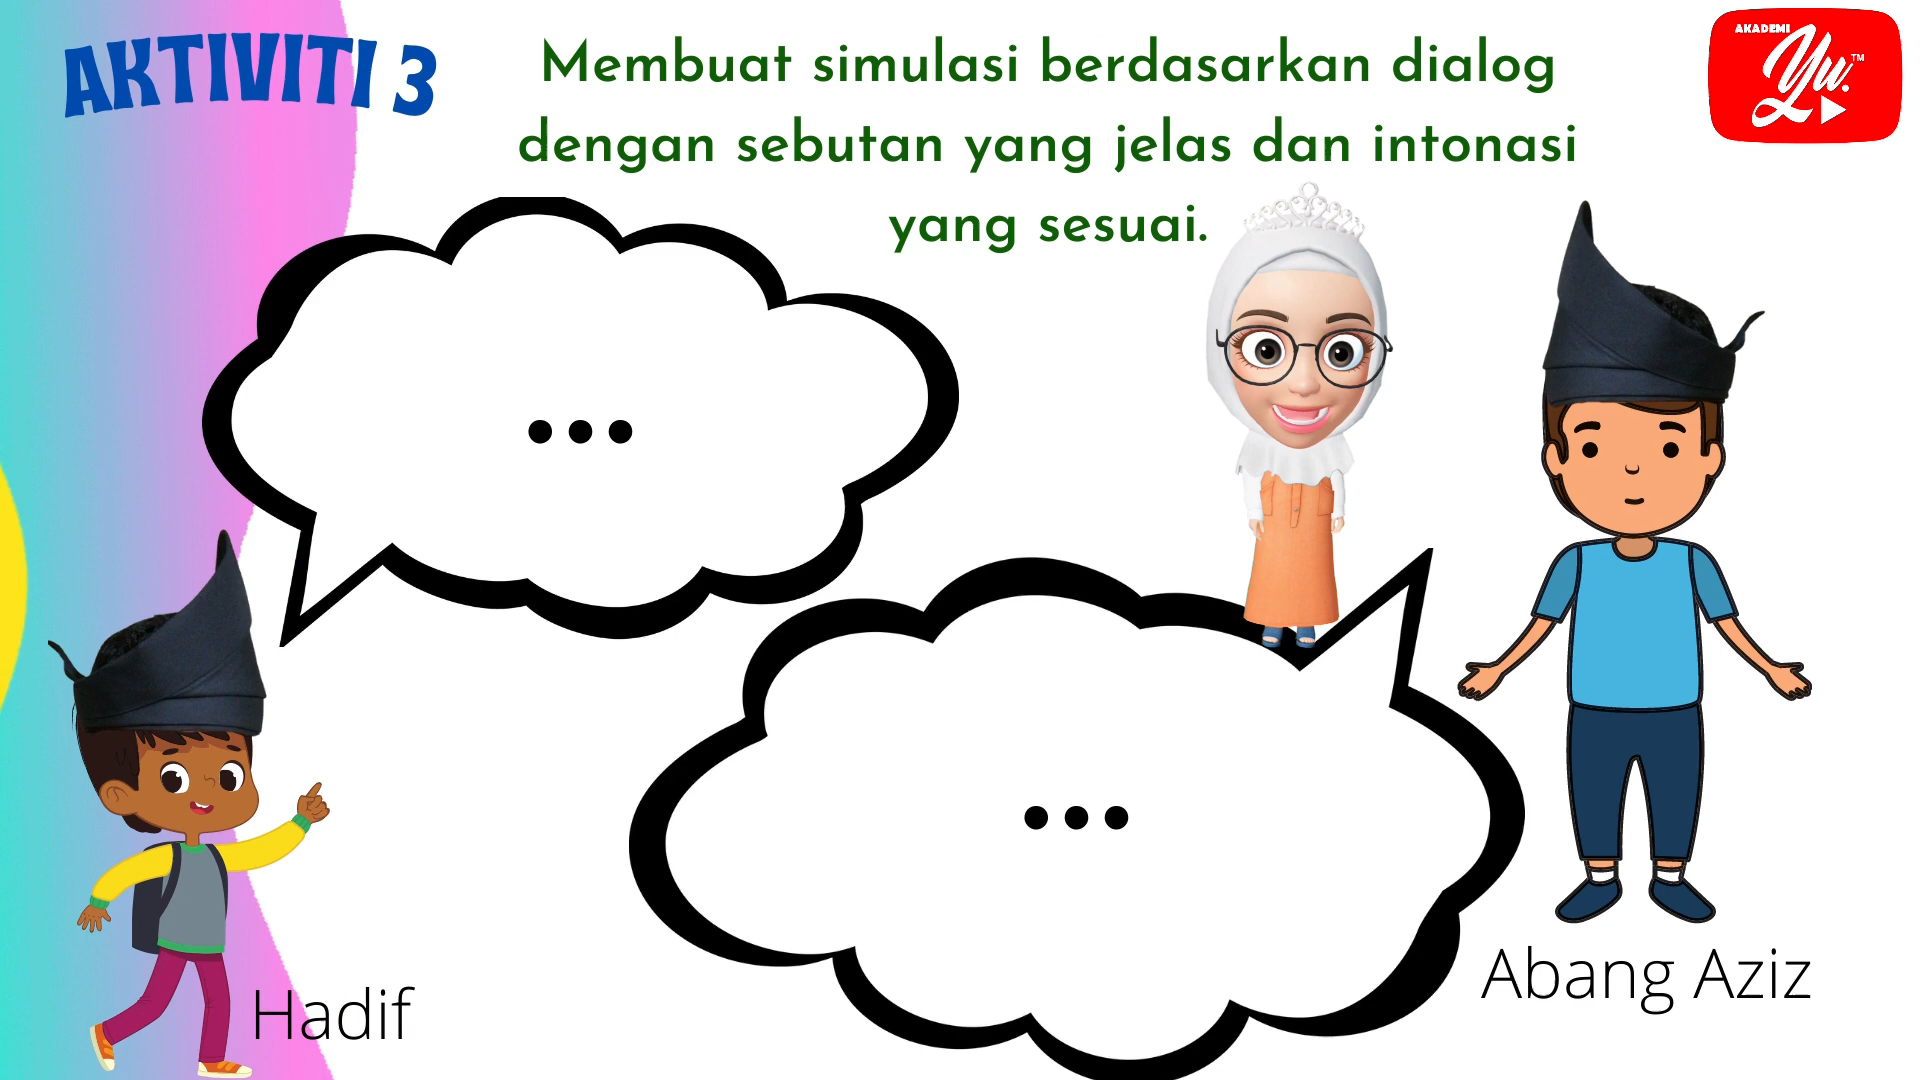 AKTIVITI 3
Membuat simulasi berdasarkan dialog
dengan sebutan yang jelas dan intonasi
yang sesuai.
AKADEMI
Yu.™
...
...
Hadif
Abang Aziz